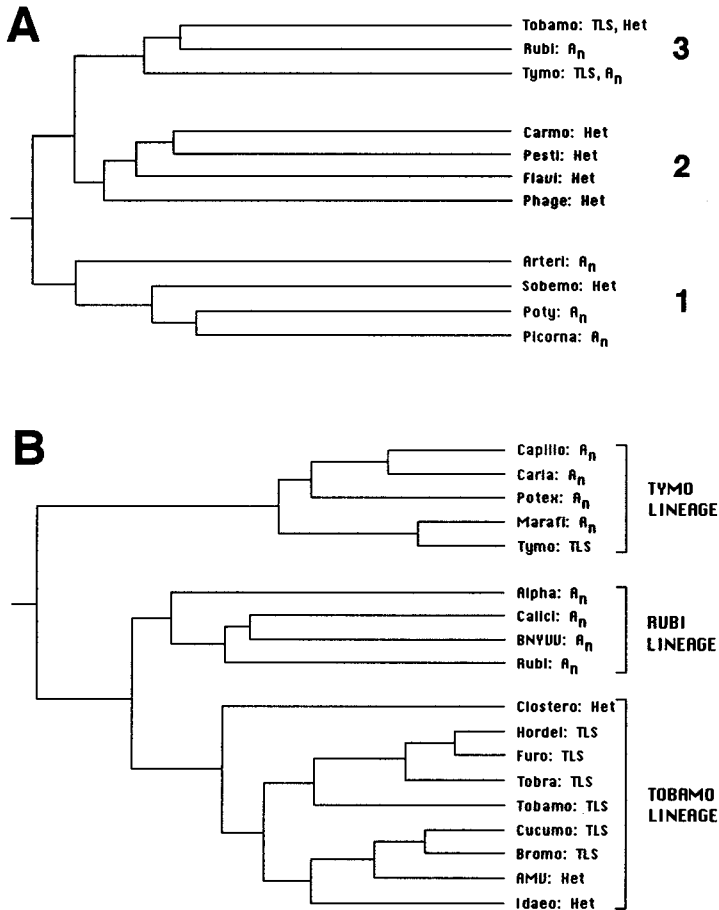 A
Tobamo: TLS, Het
Rubi: An
Tymo: TLS, An
3
Carmo: Het
Pesti: Het
Flavi: Het
Phage: Het
2
Arteri: An
Sobemo: Het
Poty: An
Picorna: An
1
B
Capillo: An
Carla: An
Potex: An
Marafi: An
Tymo: TLS
TYMO
LINEAGE
Alpha: An
Calici: An
BNYVV: An
Rubi: An
RUBI
LINEAGE
Clostero: Het
Hordei: TLS
Furo: TLS
Tobra: TLS
Tobamo: TLS
Cucumo: TLS
Bromo: TLS
AMV: Het
Idaeo: Het
TOBAMO
LINEAGE